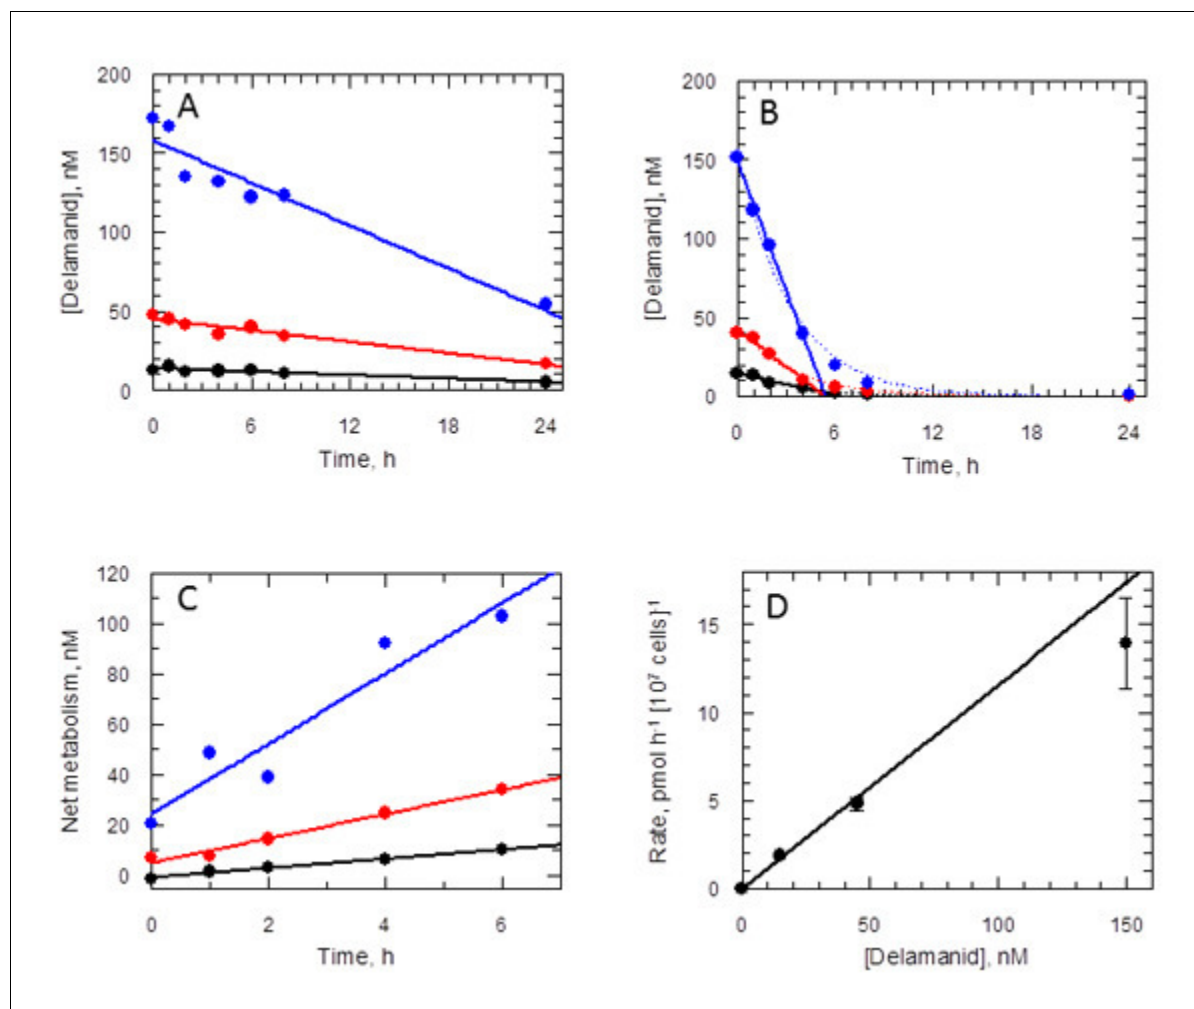 A
200
150
100
50
0
[Delamanid], nM
0 6 12 18 24
Time, h
B
200
150
100
50
0
[Delamanid], nM
0 6 12 18 24
Time, h
C
120
100
80
60
40
20
0
Net metabolism, nM
0 2 4 6
Time, h
D
15
10
5
0
Rate, pmol h⁻¹ [10⁷ cells]⁻¹
0 50 100 150
[Delamanid], nM